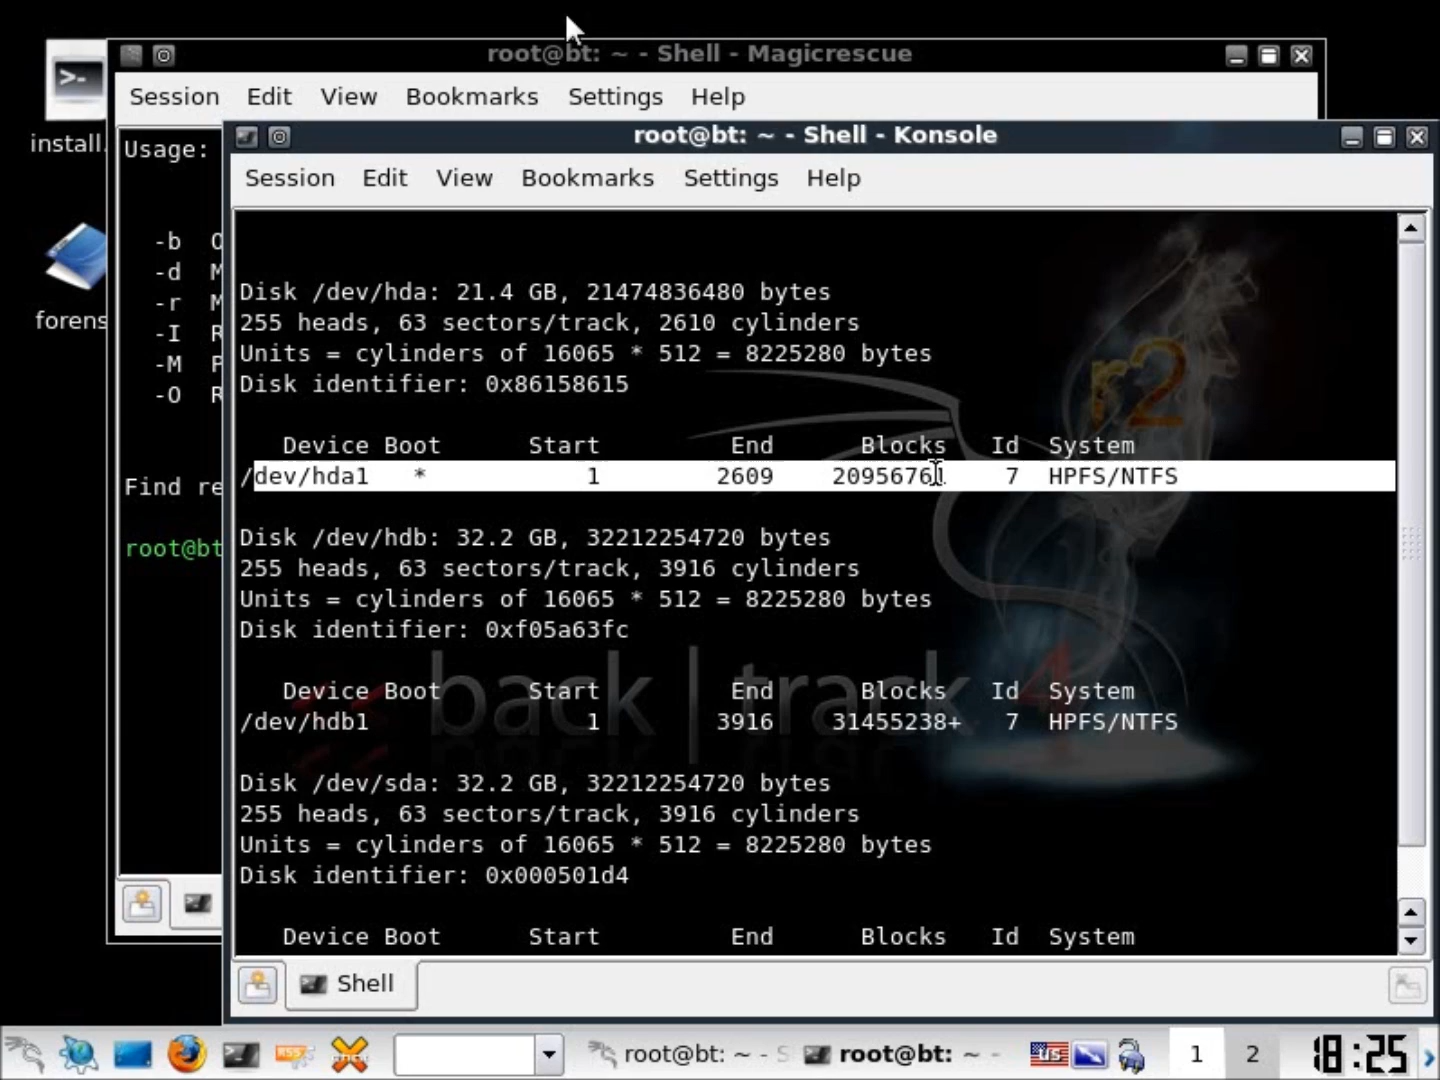 root@bt: ~ - Shell - Magicrescue
Session Edit View Bookmarks Settings Help
install.
Usage:
-b O
-d M
-r M
-I R
-M P
-O R
forens
Find re
root@bt
root@bt: ~ - Shell - Konsole
Session Edit View Bookmarks Settings Help
Disk /dev/hda: 21.4 GB, 21474836480 bytes
255 heads, 63 sectors/track, 2610 cylinders
Units = cylinders of 16065 * 512 = 8225280 bytes
Disk identifier: 0x86158615
Device Boot Start End Blocks Id System
/dev/hda1 * 1 2609 20956761 7 HPFS/NTFS
Disk /dev/hdb: 32.2 GB, 32212254720 bytes
255 heads, 63 sectors/track, 3916 cylinders
Units = cylinders of 16065 * 512 = 8225280 bytes
Disk identifier: 0xf05a63fc
Device Boot Start End Blocks Id System
/dev/hdb1 1 3916 31455238+ 7 HPFS/NTFS
Disk /dev/sda: 32.2 GB, 32212254720 bytes
255 heads, 63 sectors/track, 3916 cylinders
Units = cylinders of 16065 * 512 = 8225280 bytes
Disk identifier: 0x000501d4
Device Boot Start End Blocks Id System
r2
back | track 4
Shell
root@bt: ~ - S
root@bt: ~ -
us
1 2
18:25